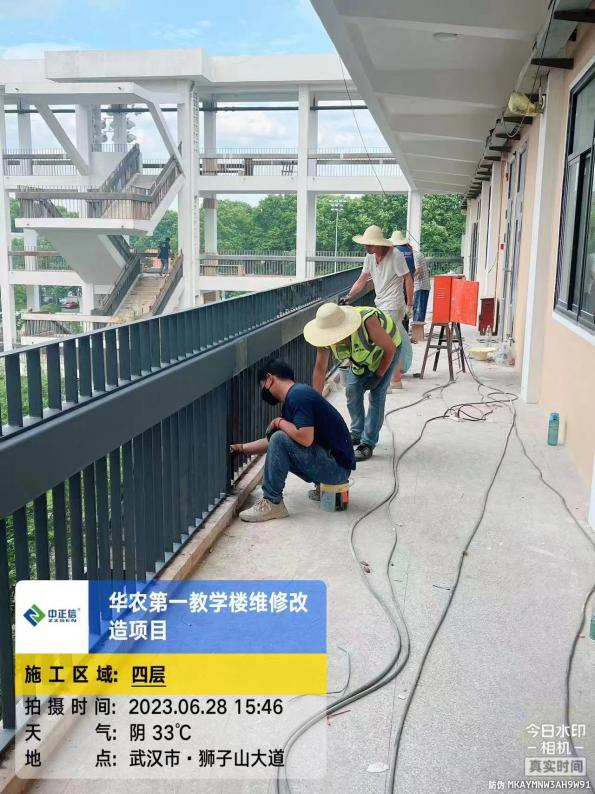 中正信
ZZSEN
华农第一教学楼维修改
造项目
施工区域: 四层
拍摄时间: 2023.06.28 15:46
天 气: 阴 33℃
地 点: 武汉市·狮子山大道
今日水印
相机
真实时间
防伪 MKAYMNW3AH9W91